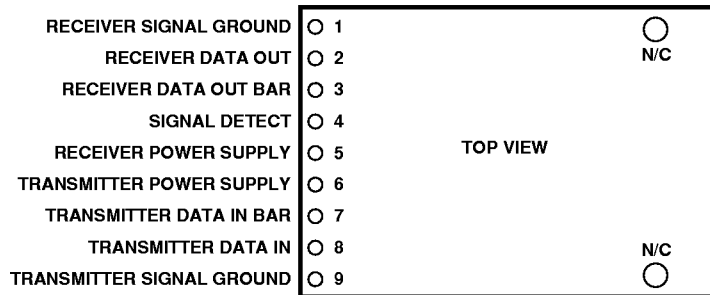 RECEIVER SIGNAL GROUND 1
RECEIVER DATA OUT 2 N/C
RECEIVER DATA OUT BAR 3
SIGNAL DETECT 4
RECEIVER POWER SUPPLY 5 TOP VIEW
TRANSMITTER POWER SUPPLY 6
TRANSMITTER DATA IN BAR 7
TRANSMITTER DATA IN 8 N/C
TRANSMITTER SIGNAL GROUND 9